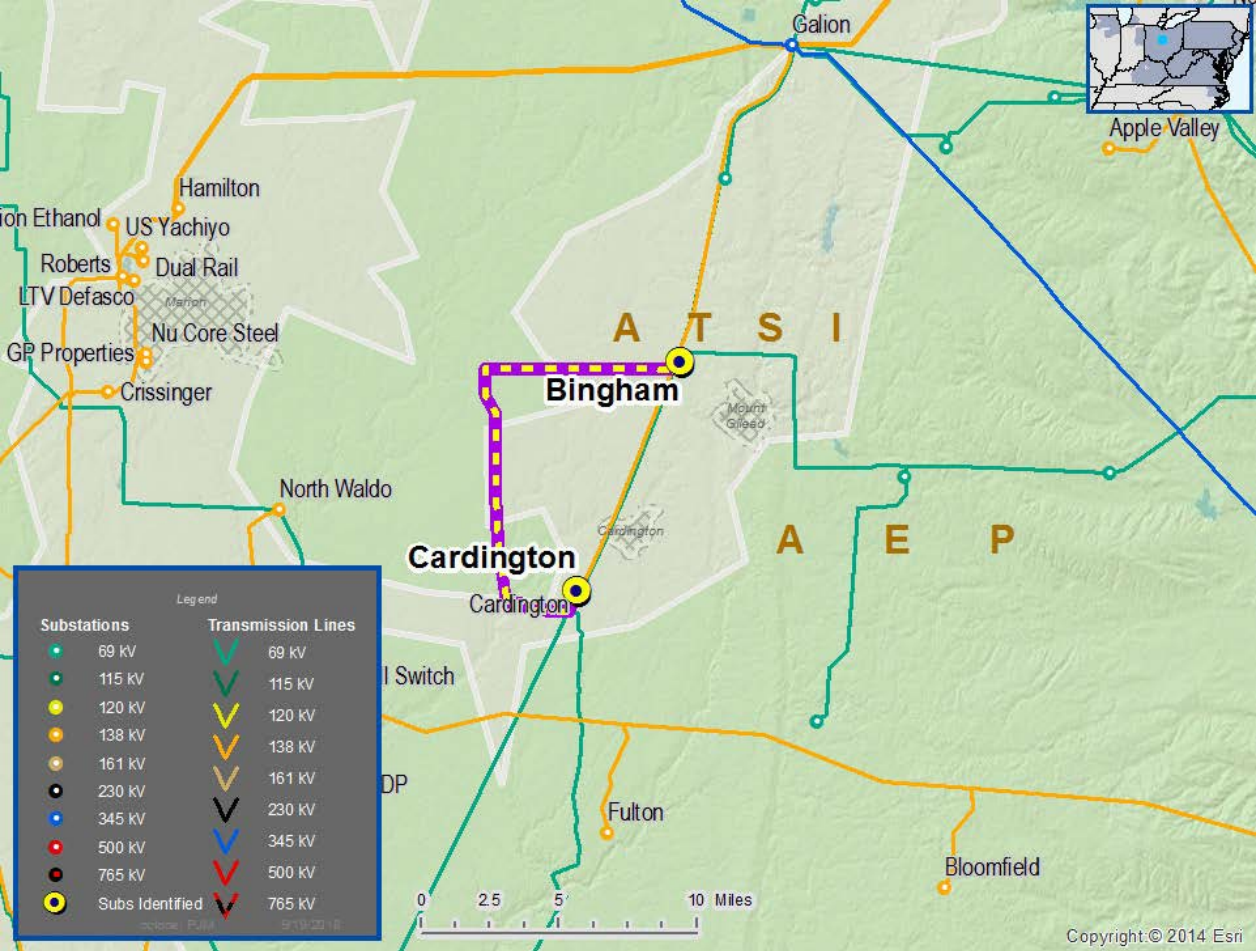 Galion
Apple Valley
Hamilton
ion Ethanol
US Yachiyo
Roberts
Dual Rail
LTV Defasco
Marion
Nu Core Steel
GP Properties
Crissinger
A T S I
Bingham
Mount
Gilead
North Waldo
Cardington
A E P
Cardington
Cardington
ll Switch
DP
Fulton
Bloomfield
Legend
Substations Transmission Lines
69 kV 69 kV
115 kV 115 kV
120 kV 120 kV
138 kV 138 kV
161 kV 161 kV
230 kV 230 kV
345 kV 345 kV
500 kV 500 kV
765 kV 765 kV
Subs Identified
0 2.5 5 10 Miles
Copyright:© 2014 Esri